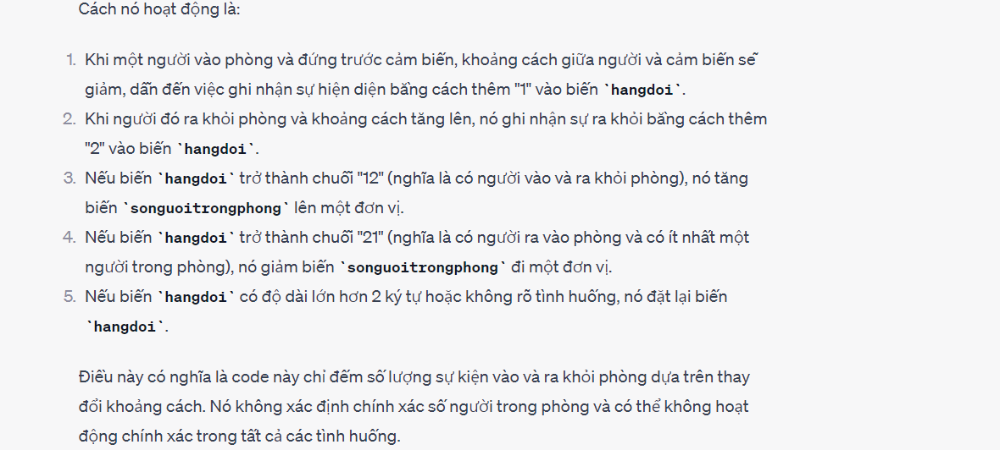 Cách nó hoạt động là:
1. Khi một người vào phòng và đứng trước cảm biến, khoảng cách giữa người và cảm biến sẽ
giảm, dẫn đến việc ghi nhận sự hiện diện bằng cách thêm "1" vào biến `hangdoi`.
2. Khi người đó ra khỏi phòng và khoảng cách tăng lên, nó ghi nhận sự ra khỏi bằng cách thêm
"2" vào biến `hangdoi`.
3. Nếu biến `hangdoi` trở thành chuỗi "12" (nghĩa là có người vào và ra khỏi phòng), nó tăng
biến `songuoitrongphong` lên một đơn vị.
4. Nếu biến `hangdoi` trở thành chuỗi "21" (nghĩa là có người ra vào phòng và có ít nhất một
người trong phòng), nó giảm biến `songuoitrongphong` đi một đơn vị.
5. Nếu biến `hangdoi` có độ dài lớn hơn 2 ký tự hoặc không rõ tình huống, nó đặt lại biến
`hangdoi`.
Điều này có nghĩa là code này chỉ đếm số lượng sự kiện vào và ra khỏi phòng dựa trên thay
đổi khoảng cách. Nó không xác định chính xác số người trong phòng và có thể không hoạt
động chính xác trong tất cả các tình huống.